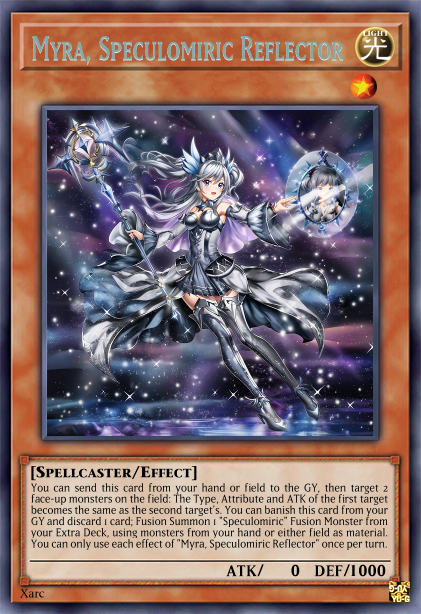 Myra, Speculomiric Reflector
LIGHT
光
[Spellcaster/Effect]
You can send this card from your hand or field to the GY, then target 2
face-up monsters on the field: The Type, Attribute and ATK of the first target
becomes the same as the second target's. You can banish this card from your
GY and discard 1 card; Fusion Summon 1 "Speculomiric" Fusion Monster from
your Extra Deck, using monsters from your hand or either field as material.
You can only use each effect of "Myra, Speculomiric Reflector" once per turn.
ATK/ 0 DEF/1000
Xarc